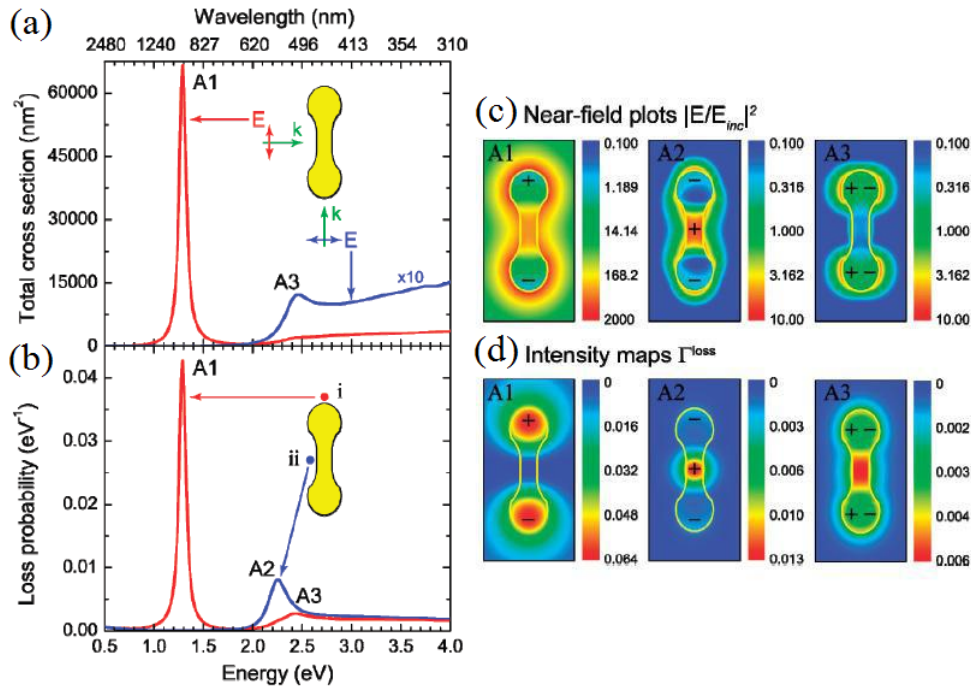 (a)
Wavelength (nm)
2480 1240 827 620 496 413 354 310
Total cross section (nm²)
60000
45000
30000
15000
0
A1
E
k
k
E
A3
x10
(b)
Loss probability (eV⁻¹)
0.04
0.03
0.02
0.01
0.00
A1
i
ii
A2
A3
0.5 1.0 1.5 2.0 2.5 3.0 3.5 4.0
Energy (eV)
(c) Near-field plots |E/Einc|²
A1
+
−
0.100
1.189
14.14
168.2
2000
A2
−
+
−
0.100
0.316
1.000
3.162
10.00
A3
+ −
+ −
0.100
0.316
1.000
3.162
10.00
(d) Intensity maps Γloss
A1
+
−
0
0.016
0.032
0.048
0.064
A2
−
+
−
0
0.003
0.006
0.010
0.013
A3
+ −
+ −
0
0.002
0.003
0.005
0.006